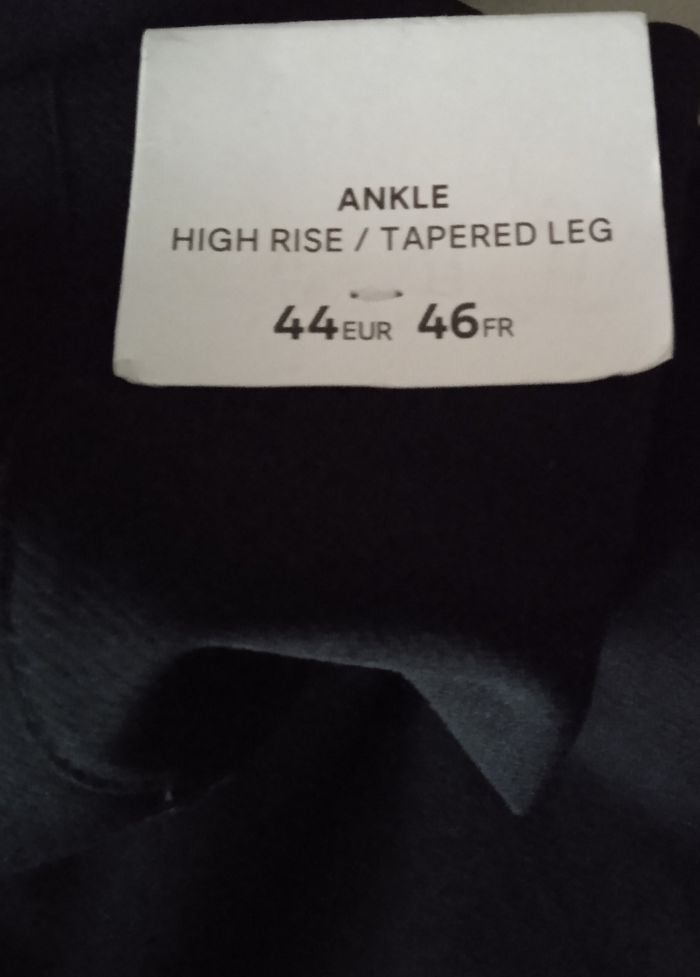 ANKLE
HIGH RISE / TAPERED LEG
44EUR 46FR